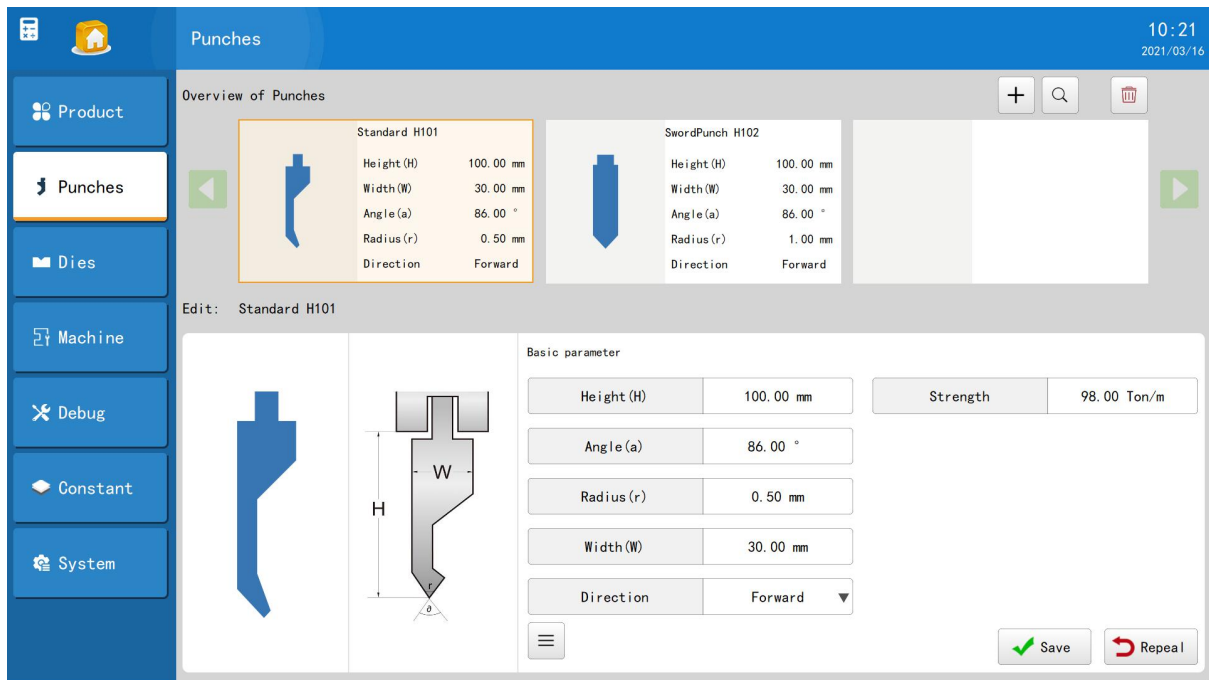 Punches
10:21
2021/03/16
Product
Punches
Dies
Machine
Debug
Constant
System
Overview of Punches
Standard H101
Height(H) 100.00 mm
Width(W) 30.00 mm
Angle(a) 86.00 °
Radius(r) 0.50 mm
Direction Forward
SwordPunch H102
Height(H) 100.00 mm
Width(W) 30.00 mm
Angle(a) 86.00 °
Radius(r) 1.00 mm
Direction Forward
Edit: Standard H101
W
H
r
∂
Basic parameter
Height(H) 100.00 mm
Strength 98.00 Ton/m
Angle(a) 86.00 °
Radius(r) 0.50 mm
Width(W) 30.00 mm
Direction Forward
Save
Repeal